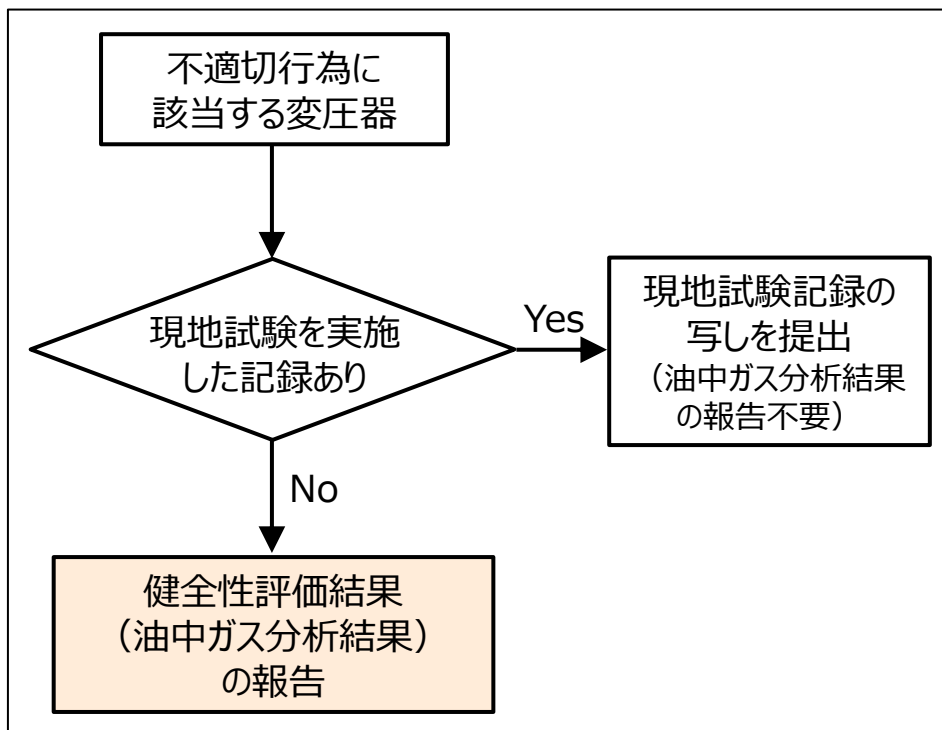 不適切行為に
該当する変圧器
現地試験を実施
した記録あり
Yes
現地試験記録の
写しを提出
（油中ガス分析結果
の報告不要）
No
健全性評価結果
（油中ガス分析結果）
の報告